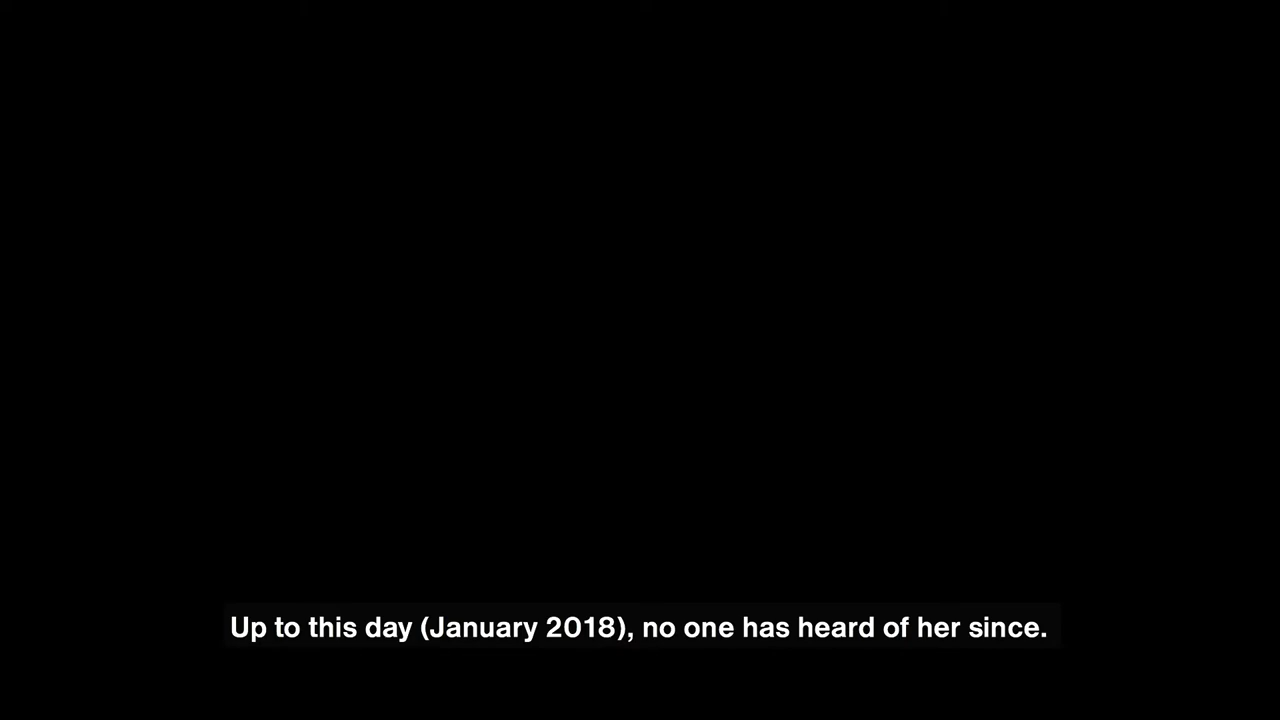 Up to this day (January 2018), no one has heard of her since.